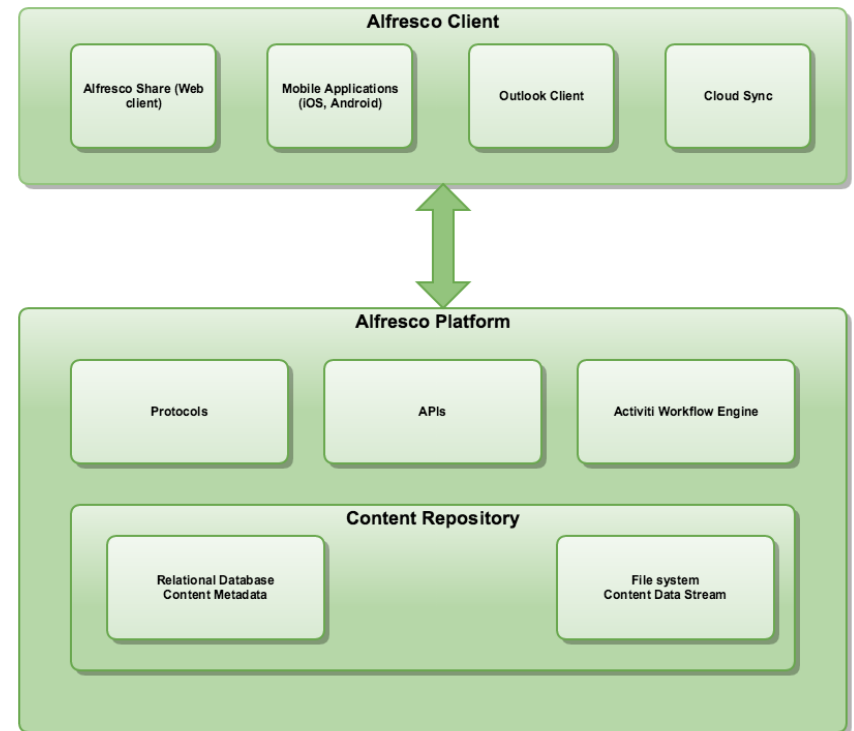 Alfresco Client
Alfresco Share (Web
client)
Mobile Applications
(iOS, Android)
Outlook Client
Cloud Sync
Alfresco Platform
Protocols
APIs
Activiti Workflow Engine
Content Repository
Relational Database
Content Metadata
File system
Content Data Stream